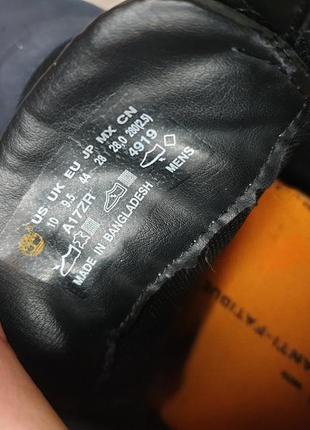 US UK EU JP MX CN
10 9.5 44 28 28,0 280(2.5)
A17ZR 4919
MADE IN BANGLADESH MENS
ANTI-FATIGUE